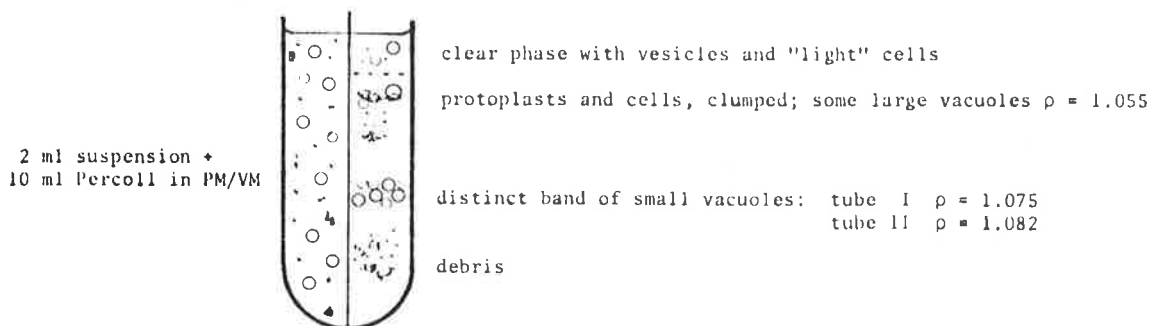 clear phase with vesicles and "light" cells
protoplasts and cells, clumped; some large vacuoles ρ = 1.055
2 ml suspension +
10 ml Percoll in PM/VM
distinct band of small vacuoles: tube I ρ = 1.075
tube II ρ = 1.082
debris